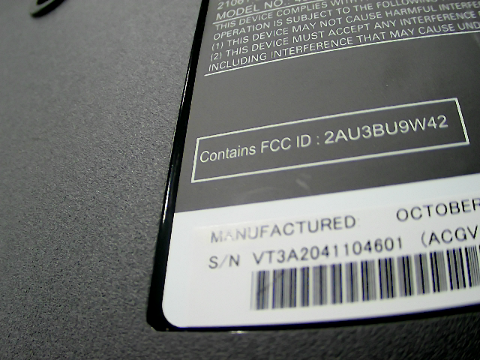 MODEL NO
THIS DEVICE COMPLIES WITH
OPERATION IS SUBJECT TO THE FOLLOWING
(1) THIS DEVICE MAY NOT CAUSE HARMFUL INTERFE
(2) THIS DEVICE MUST ACCEPT ANY INTERFERENCE
INCLUDING INTERFERENCE THAT MAY CAUSE UND
Contains FCC ID : 2AU3BU9W42
MANUFACTURED OCTOBER
S/N VT3A2041104601 (ACGV